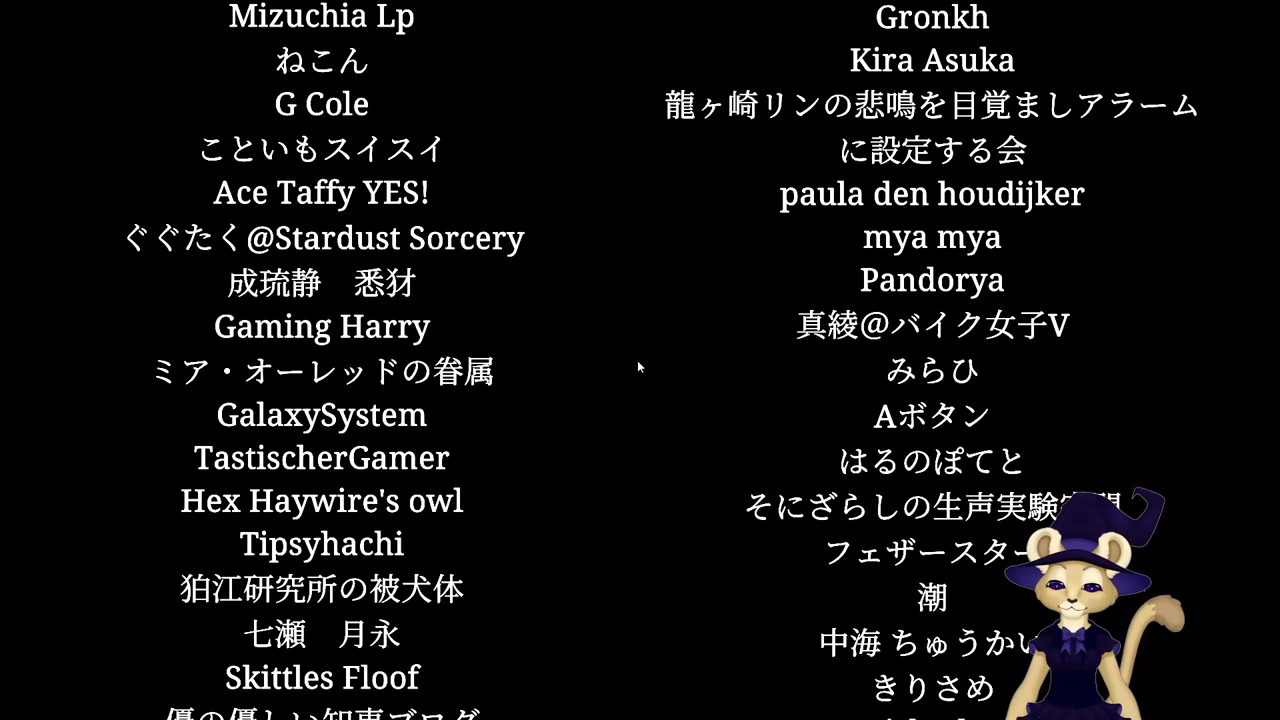 Mizuchia Lp
ねこん
G Cole
こといもスイスイ
Ace Taffy YES!
ぐぐたく@Stardust Sorcery
成琉静　悉犲
Gaming Harry
ミア・オーレッドの眷属
GalaxySystem
TastischerGamer
Hex Haywire's owl
Tipsyhachi
狛江研究所の被犬体
七瀬　月永
Skittles Floof
Gronkh
Kira Asuka
龍ヶ崎リンの悲鳴を目覚ましアラーム
に設定する会
paula den houdijker
mya mya
Pandorya
真綾@バイク女子V
みらひ
Aボタン
はるのぽてと
そにざらしの生声実験
フェザースター
潮
中海 ちゅうかい
きりさめ